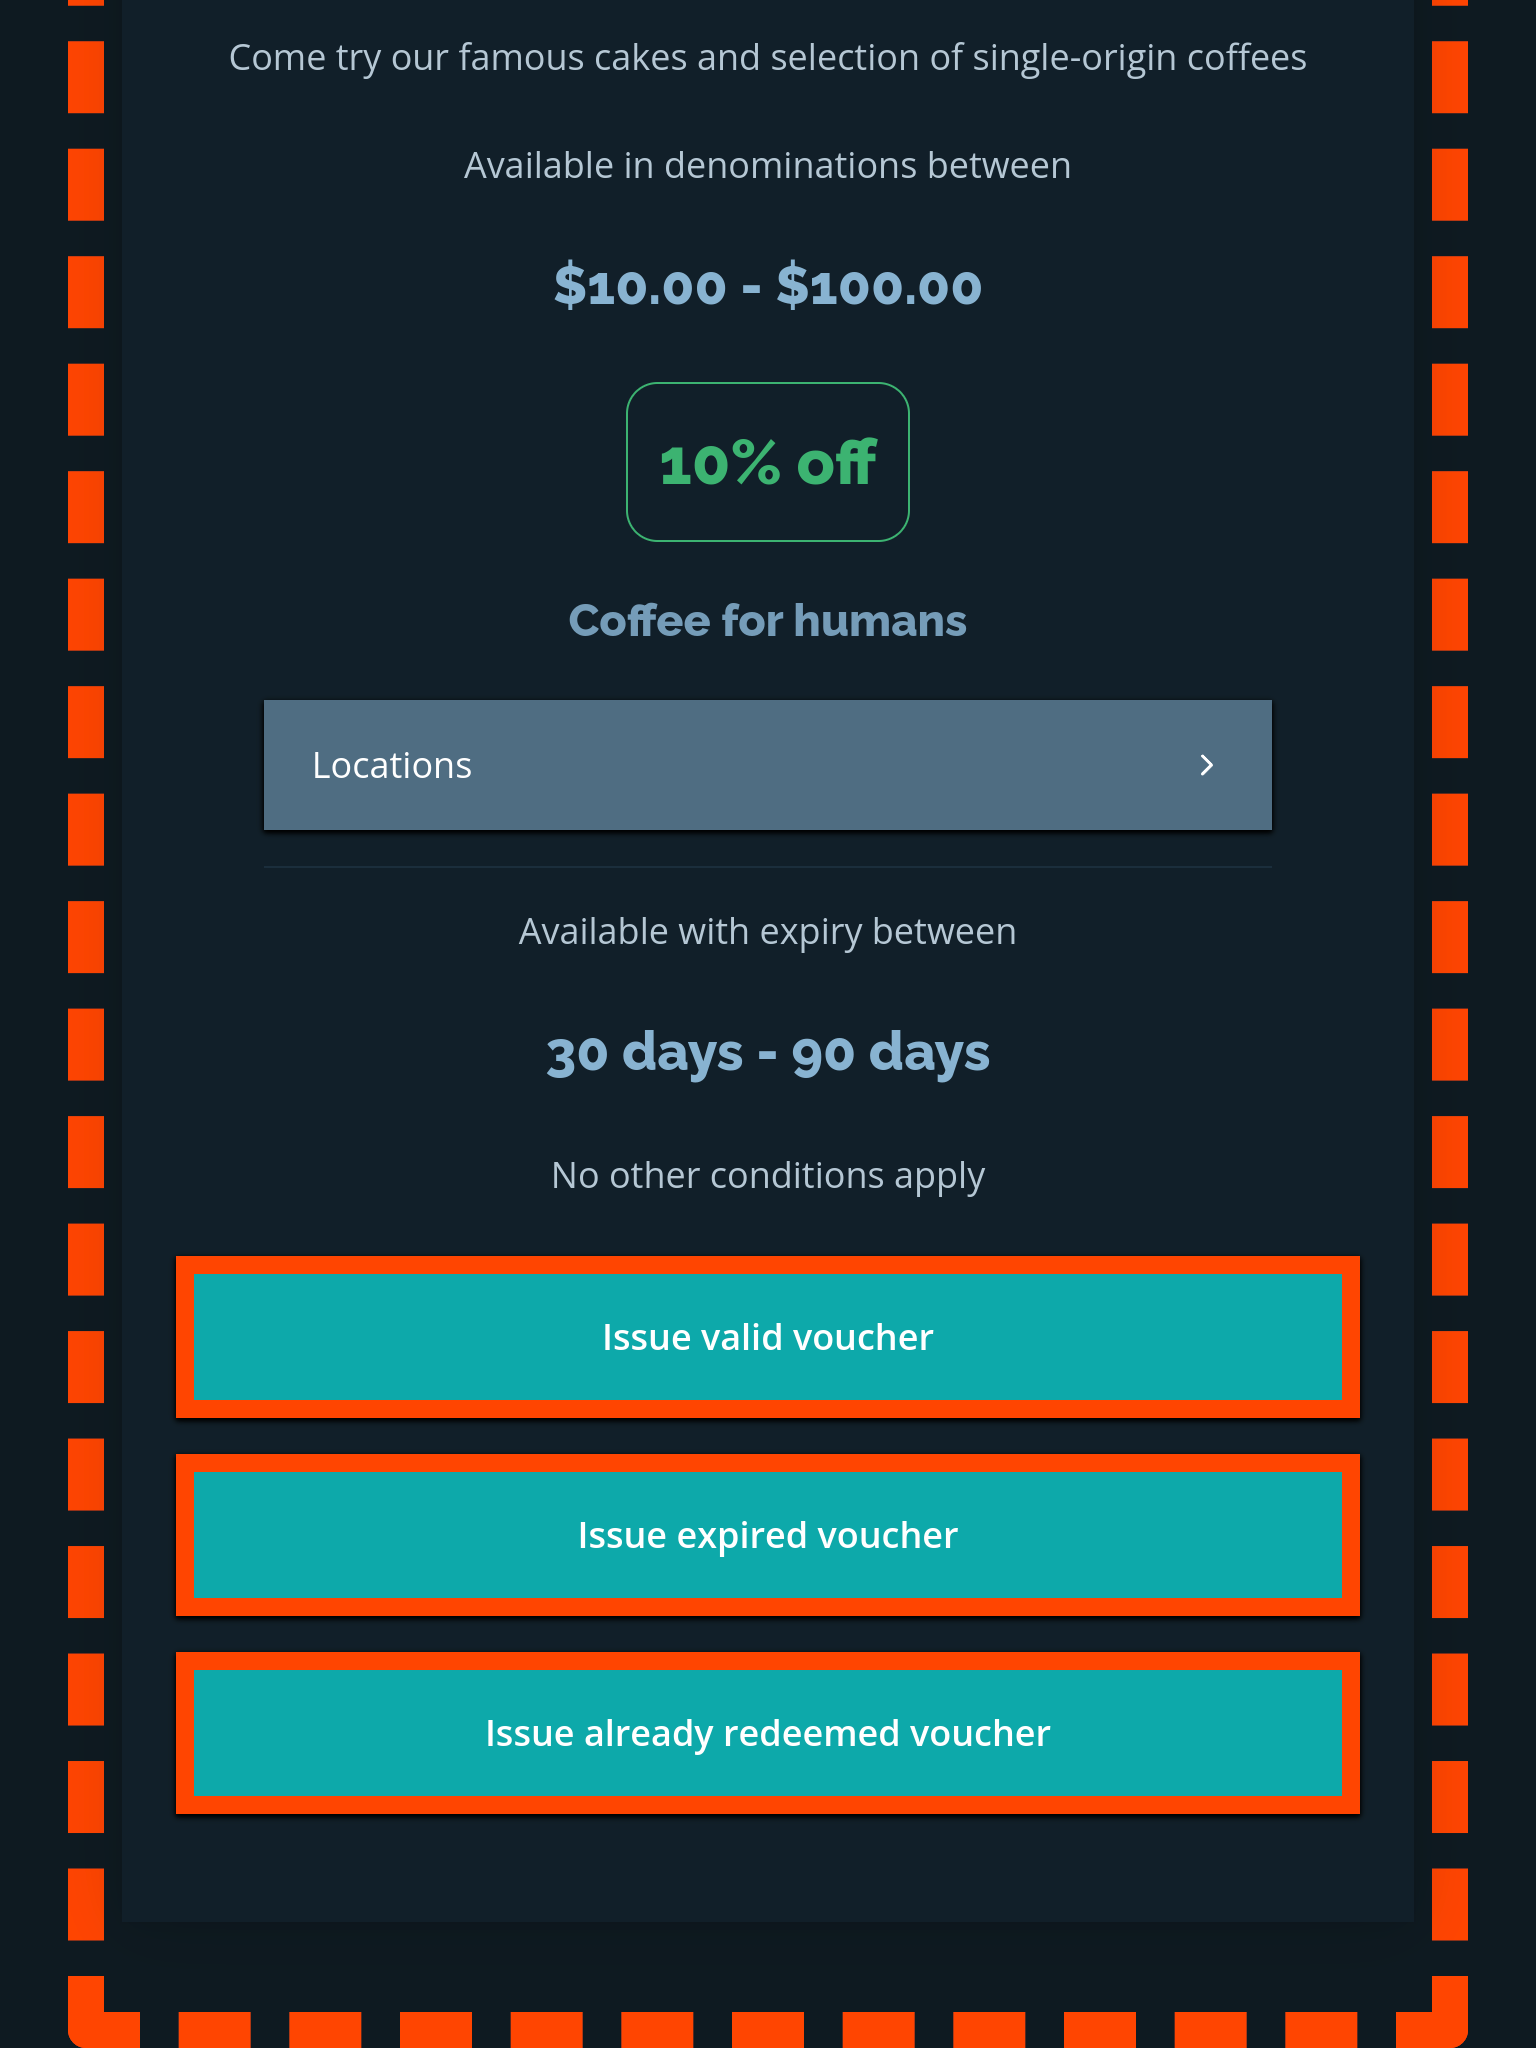 Come try our famous cakes and selection of single-origin coffees
Available in denominations between
$10.00 - $100.00
10% off
Coffee for humans
Locations
Available with expiry between
30 days - 90 days
No other conditions apply
Issue valid voucher
Issue expired voucher
Issue already redeemed voucher